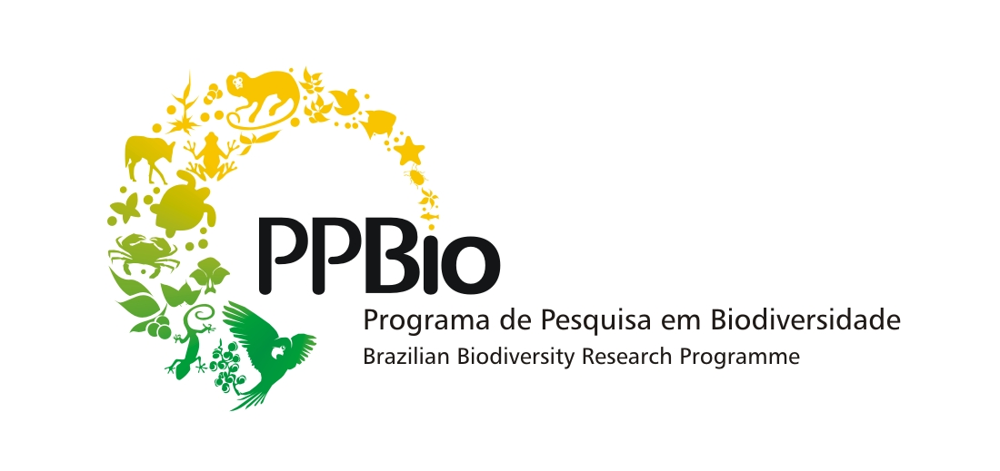 PPBio
Programa de Pesquisa em Biodiversidade
Brazilian Biodiversity Research Programme